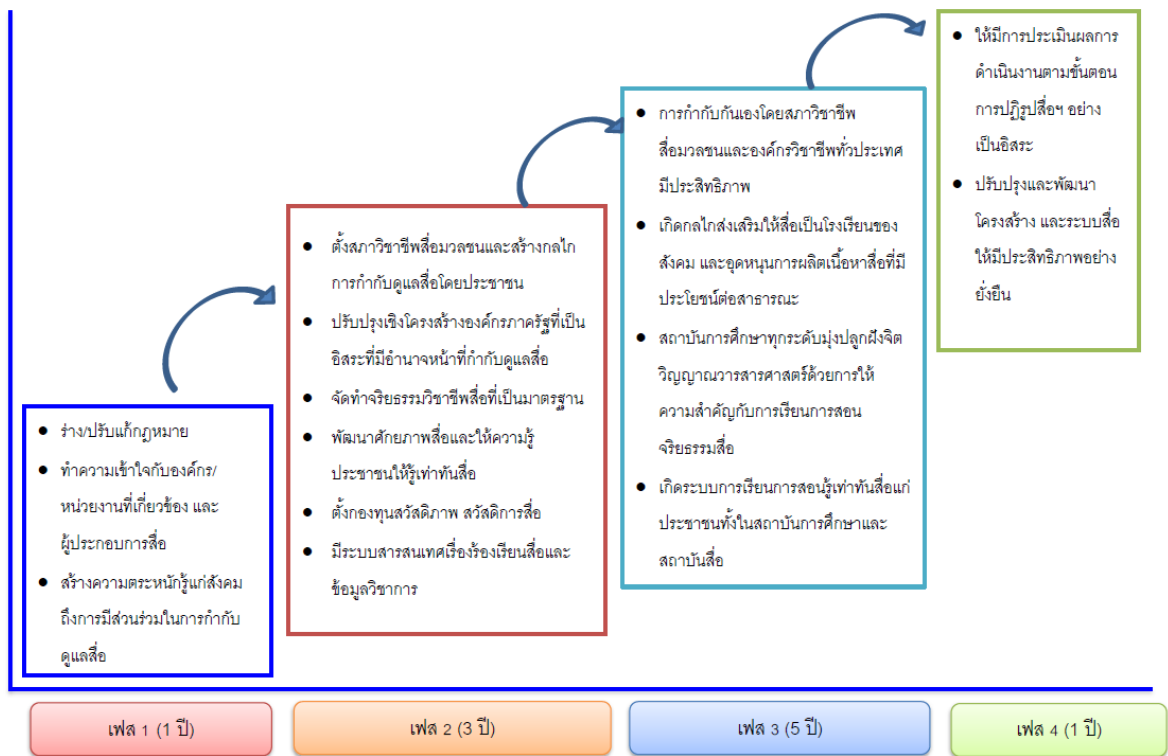 ● ร่าง/ปรับแก้กฎหมาย
● ทำความเข้าใจกับองค์กร/
หน่วยงานที่เกี่ยวข้อง และ
ผู้ประกอบการสื่อ
● สร้างความตระหนักรู้แก่สังคม
ถึงการมีส่วนร่วมในการกำกับ
ดูแลสื่อ
● ตั้งสภาวิชาชีพสื่อมวลชนและสร้างกลไก
การกำกับดูแลสื่อโดยประชาชน
● ปรับปรุงเชิงโครงสร้างองค์กรภาครัฐที่เป็น
อิสระที่มีอำนาจหน้าที่กำกับดูแลสื่อ
● จัดทำจริยธรรมวิชาชีพสื่อที่เป็นมาตรฐาน
● พัฒนาศักยภาพสื่อและให้ความรู้
ประชาชนให้รู้เท่าทันสื่อ
● ตั้งกองทุนสวัสดิภาพ สวัสดิการสื่อ
● มีระบบสารสนเทศเรื่องร้องเรียนสื่อและ
ข้อมูลวิชาการ
● การกำกับกันเองโดยสภาวิชาชีพ
สื่อมวลชนและองค์กรวิชาชีพทั่วประเทศ
มีประสิทธิภาพ
● เกิดกลไกส่งเสริมให้สื่อเป็นโรงเรียนของ
สังคม และอุดหนุนการผลิตเนื้อหาสื่อที่มี
ประโยชน์ต่อสาธารณะ
● สถาบันการศึกษาทุกระดับมุ่งปลูกฝังจิต
วิญญาณวารสารศาสตร์ด้วยการให้
ความสำคัญกับการเรียนการสอน
จริยธรรมสื่อ
● เกิดระบบการเรียนการสอนรู้เท่าทันสื่อแก่
ประชาชนทั้งในสถาบันการศึกษาและ
สถาบันสื่อ
● ให้มีการประเมินผลการ
ดำเนินงานตามขั้นตอน
การปฏิรูปสื่อฯ อย่าง
เป็นอิสระ
● ปรับปรุงและพัฒนา
โครงสร้าง และระบบสื่อ
ให้มีประสิทธิภาพอย่าง
ยั่งยืน
เฟส 1 (1 ปี)
เฟส 2 (3 ปี)
เฟส 3 (5 ปี)
เฟส 4 (1 ปี)